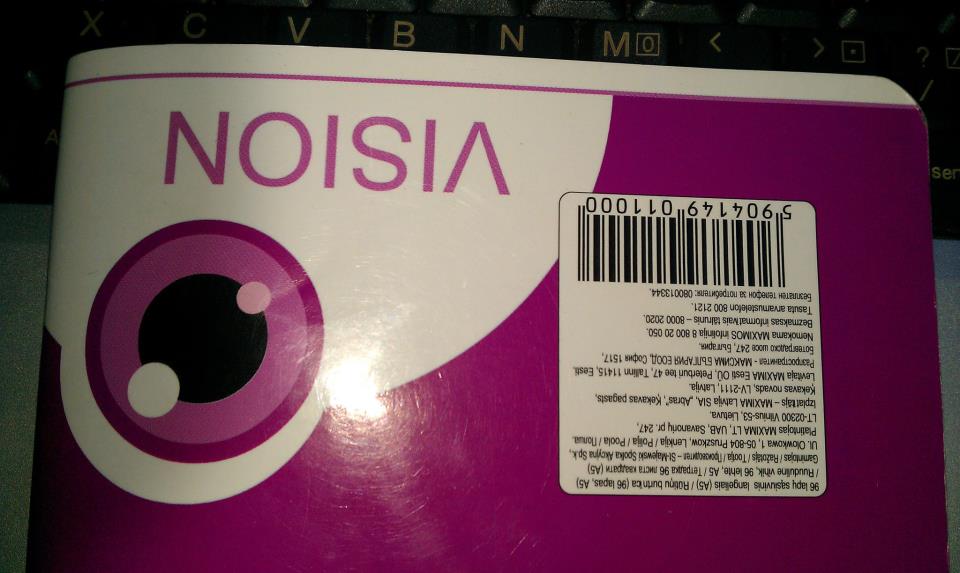 X C V B N M 0 < > . ?
/
VISION
96 lapų sąsiuvinis langeliais (A5) / Rūtiņu burtnīca (96 lapas, A5)
/ Ruuduline vihik, 96 lehte, A5 / Тетрадка 96 листа квадрати (A5)
Gamintojas / Ražotājs / Tootja / Производител – St-Majewski Spółka Akcyjna Sp.k.
Ul. Ołówkowa 1, 05-804 Pruszków, Lenkija / Polija / Poola / Полша
Platintojas MAXIMA LT, UAB, Savanorių pr. 247,
LT-02300 Vilnius-53, Lietuva.
Izplatītājs – MAXIMA Latvija SIA, "Abras", Ķekavas pagasts,
Ķekavas novads, LV-2111, Latvija.
Levitaja MAXIMA Eesti OÜ, Peterburi tee 47, Tallinn 11415, Eesti.
Разпространител - МАКСИМА БЪЛГАРИЯ ЕООД, София 1517,
Ботевградско шосе 247, България.
Nemokama MAXIMOS infolinija 8 800 20 050.
Bezmaksas informatīvais tālrunis – 8000 2020.
Tasuta arvamustelefon 800 2121.
Безплатен телефон за потребителя: 080013344.
5 904149 011000